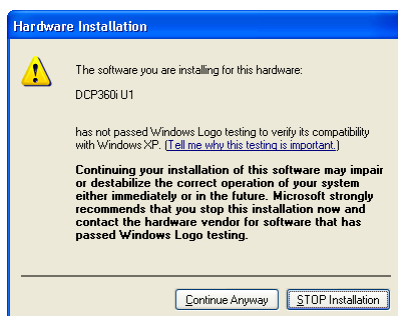 Hardware Installation
The software you are installing for this hardware:
DCP360i U1
has not passed Windows Logo testing to verify its compatibility
with Windows XP. (Tell me why this testing is important.)
Continuing your installation of this software may impair
or destabilize the correct operation of your system
either immediately or in the future. Microsoft strongly
recommends that you stop this installation now and
contact the hardware vendor for software that has
passed Windows Logo testing.
Continue Anyway
STOP Installation